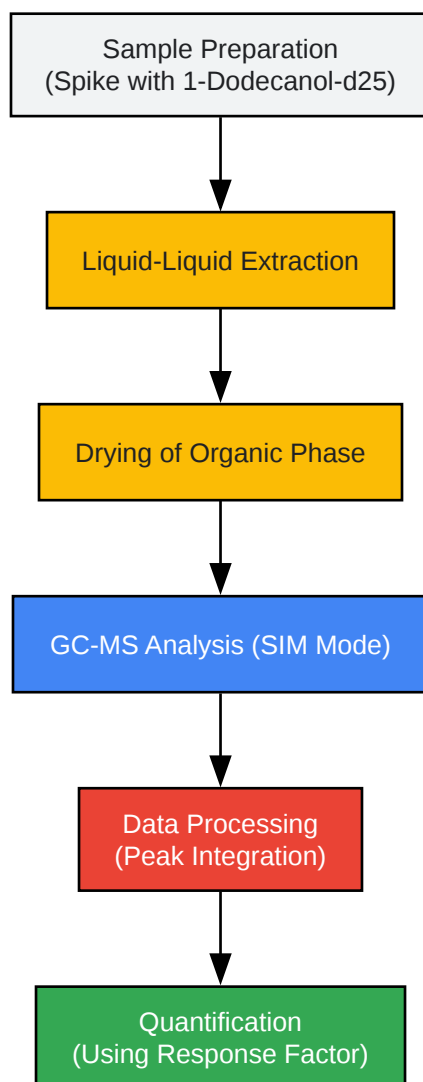 Sample Preparation
(Spike with 1-Dodecanol-d25)
Liquid-Liquid Extraction
Drying of Organic Phase
GC-MS Analysis (SIM Mode)
Data Processing
(Peak Integration)
Quantification
(Using Response Factor)